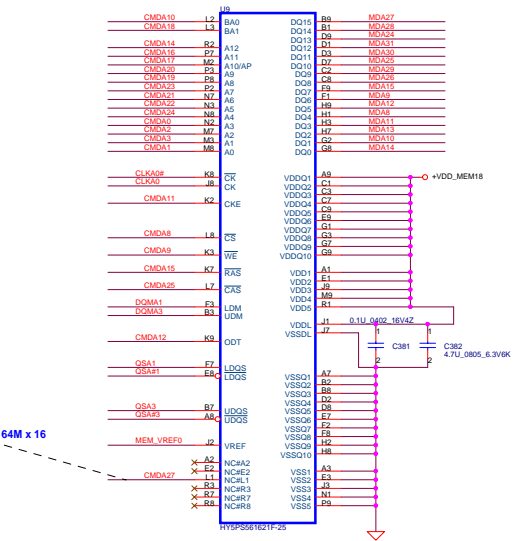 U9
CMDA10 L2 BA0 DQ15 B9 MDA27
CMDA18 L3 BA1 DQ14 B1 MDA28
DQ13 D9 MDA24
CMDA14 R2 A12 DQ12 D1 MDA31
CMDA16 P7 A11 DQ11 D3 MDA30
CMDA17 M2 A10/AP DQ10 D7 MDA25
CMDA20 P3 A9 DQ9 C2 MDA29
CMDA19 P8 A8 DQ8 C8 MDA26
CMDA23 P2 A7 DQ7 F9 MDA15
CMDA21 N7 A6 DQ6 F1 MDA9
CMDA22 N3 A5 DQ5 H9 MDA12
CMDA24 N8 A4 DQ4 H1 MDA8
CMDA0 N2 A3 DQ3 H3 MDA11
CMDA2 M7 A2 DQ2 H7 MDA13
CMDA3 M3 A1 DQ1 G2 MDA10
CMDA1 M8 A0 DQ0 G8 MDA14
CLKA0# K8 CK VDDQ1 A9 +VDD_MEM18
CLKA0 J8 CK VDDQ2 C1
VDDQ3 C3
CMDA11 K2 CKE VDDQ4 C7
VDDQ5 C9
VDDQ6 E9
VDDQ7 G1
CMDA8 L8 CS VDDQ8 G3
VDDQ9 G7
CMDA9 K3 WE VDDQ10 G9
CMDA15 K7 RAS VDD1 A1
VDD2 E1
CMDA25 L7 CAS VDD3 J9
VDD4 M9
DQMA1 F3 LDM VDD5 R1
DQMA3 B3 UDM
VDDL J1 0.1U_0402_16V4Z
VSSDL J7 1 1
CMDA12 K9 ODT C381 C382
4.7U_0805_6.3V6K
2 2
QSA1 F7 LDQS
QSA#1 E8 LDQS VSSQ1 A7
VSSQ2 B2
VSSQ3 B8
VSSQ4 D2
QSA3 B7 UDQS VSSQ5 D8
QSA#3 A8 UDQS VSSQ6 E7
VSSQ7 F2
VSSQ8 F8
64M x 16
MEM_VREF0 J2 VREF VSSQ9 H2
VSSQ10 H8
A2 NC#A2
E2 NC#E2 VSS1 A3
CMDA27 L1 NC#L1 VSS2 E3
R3 NC#R3 VSS3 J3
R7 NC#R7 VSS4 N1
R8 NC#R8 VSS5 P9
HY5PS561621F-25